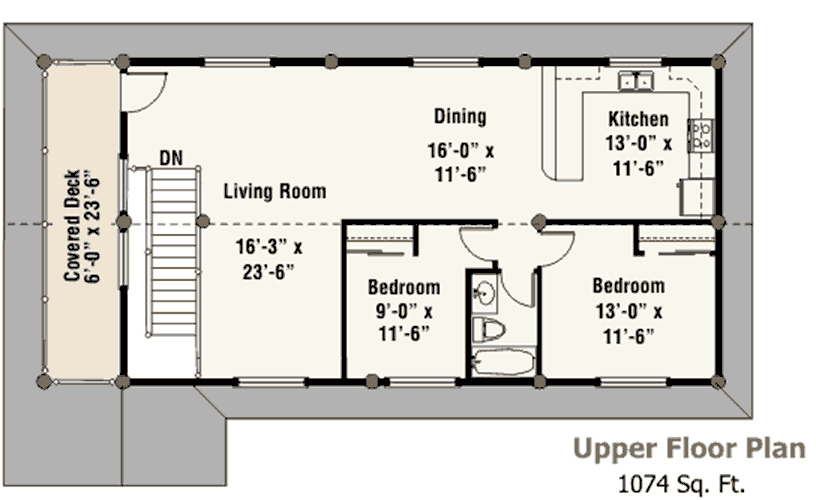 Dining
16'-0" x
11'-6"
Kitchen
13'-0" x
11'-6"
DN
Living Room
16'-3" x
23'-6"
Covered Deck
6'-0" x 23'-6"
Bedroom
9'-0" x
11'-6"
Bedroom
13'-0" x
11'-6"
Upper Floor Plan
1074 Sq. Ft.